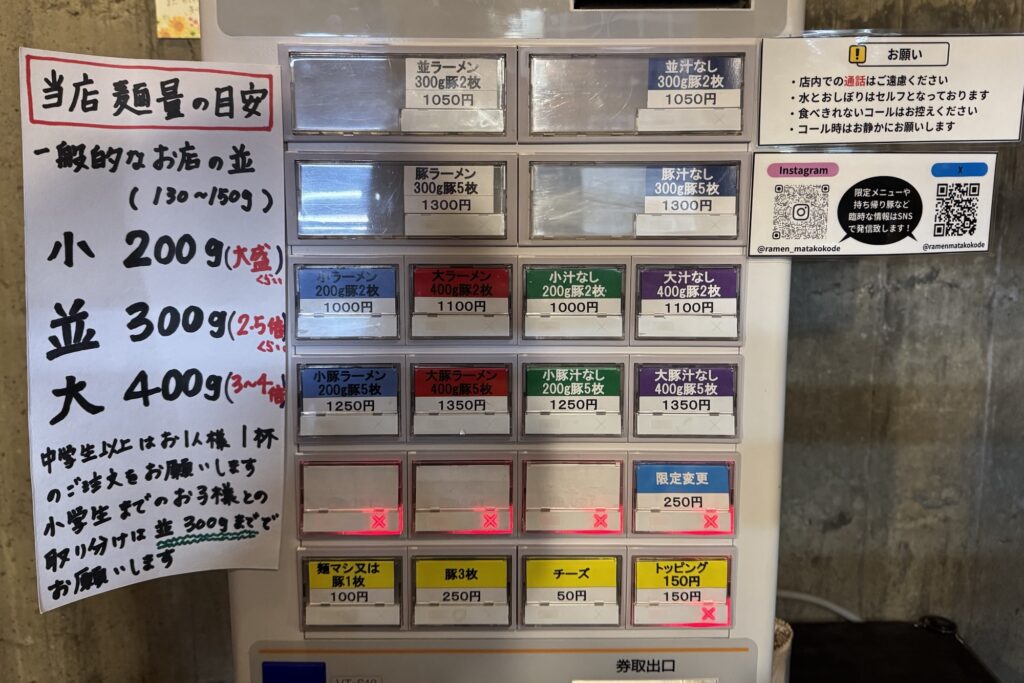 当店麺量の目安
一般的なお店の並
(130~150g)
小 200g(大盛)
くらい
並 300g(2.5倍
くらい
大 400g(3~4倍)
中学生以上はお1人様1杯
のご注文をお願いします
小学生までのお子様との
取り分けは並300gまでで
お願いします
並ラーメン
300g豚2枚
1050円
並汁なし
300g豚2枚
1050円
豚ラーメン
300g豚5枚
1300円
豚汁なし
300g豚5枚
1300円
小ラーメン
200g豚2枚
1000円
大ラーメン
400g豚2枚
1100円
小汁なし
200g豚2枚
1000円
大汁なし
400g豚2枚
1100円
小豚ラーメン
200g豚5枚
1250円
大豚ラーメン
400g豚5枚
1350円
小豚汁なし
200g豚5枚
1250円
大豚汁なし
400g豚5枚
1350円
限定変更
250円
麺マシ又は
豚1枚
100円
豚3枚
250円
チーズ
50円
トッピング
150円
150円
券取出口
! お願い
・店内での通話はご遠慮ください
・水とおしぼりはセルフとなっております
・食べきれないコールはお控えください
・コール時はお静かにお願いします
Instagram
X
限定メニューや
持ち帰り豚など
臨時な情報はSNS
で発信致します!
@ramen_matakokode
@ramenmatakokode